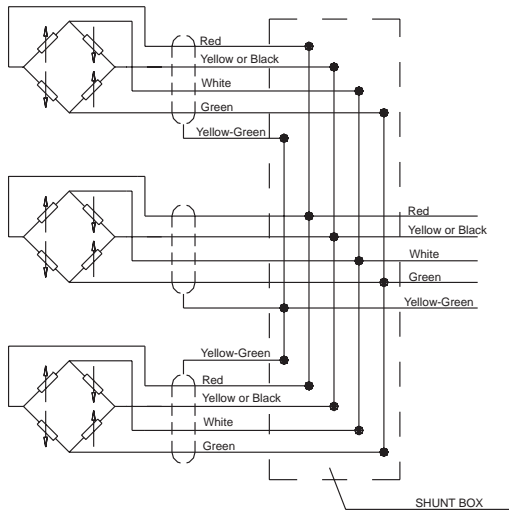 Red
Yellow or Black
White
Green
Yellow-Green
Red
Yellow or Black
White
Green
Yellow-Green
Yellow-Green
Red
Yellow or Black
White
Green
SHUNT BOX